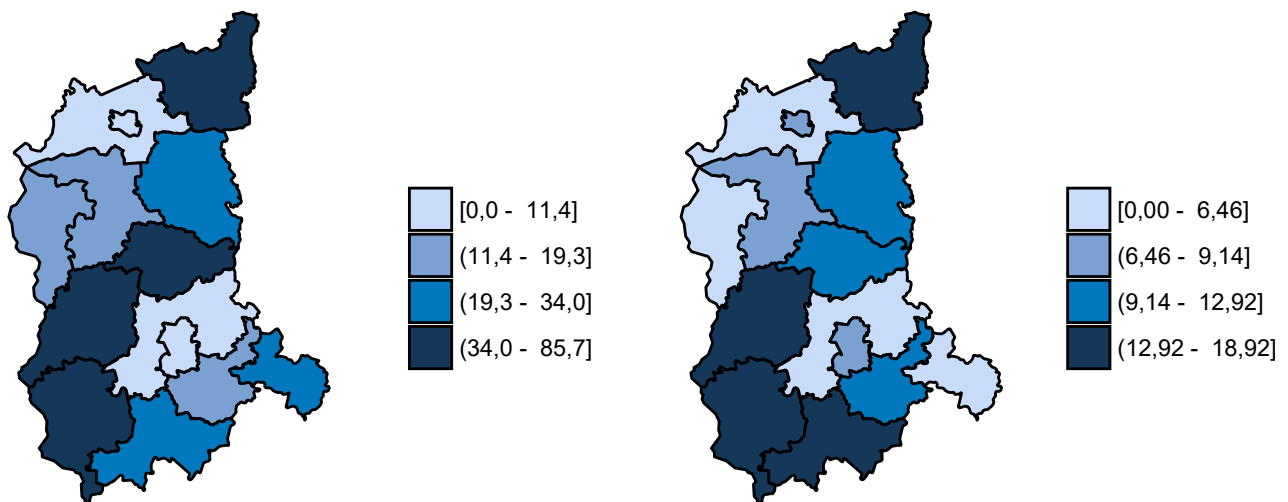 [0,0 - 11,4]
(11,4 - 19,3]
(19,3 - 34,0]
(34,0 - 85,7]
[0,00 - 6,46]
(6,46 - 9,14]
(9,14 - 12,92]
(12,92 - 18,92]